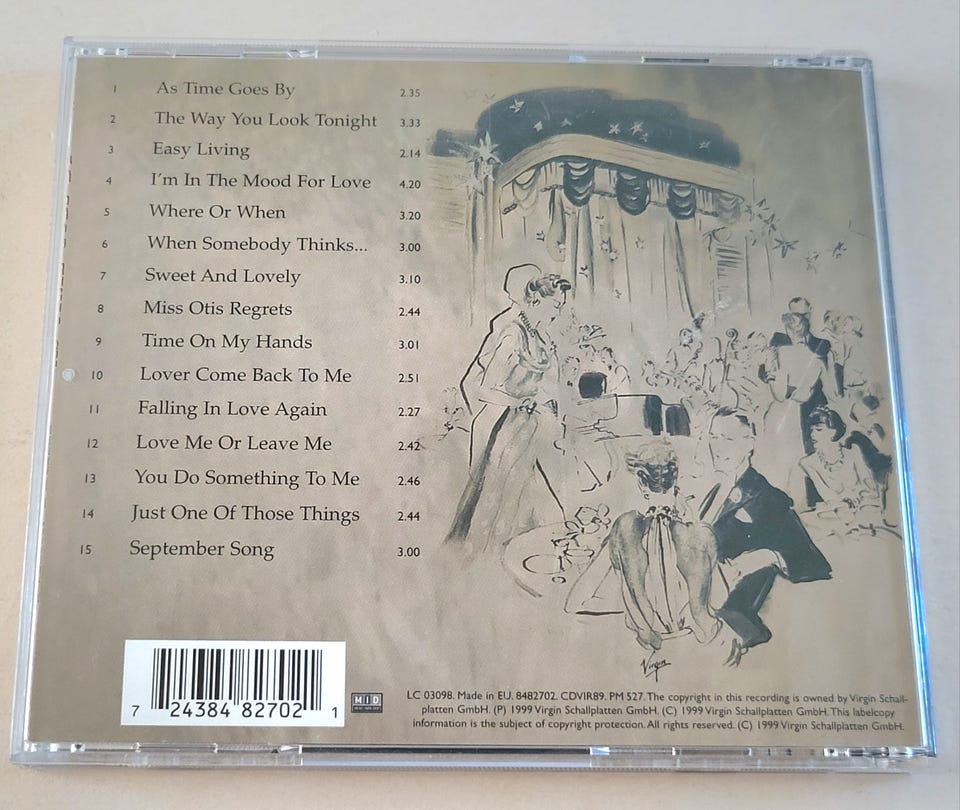 1 As Time Goes By 2.35
2 The Way You Look Tonight 3.33
3 Easy Living 2.14
4 I'm In The Mood For Love 4.20
5 Where Or When 3.20
6 When Somebody Thinks... 3.00
7 Sweet And Lovely 3.10
8 Miss Otis Regrets 2.44
9 Time On My Hands 3.01
10 Lover Come Back To Me 2.51
11 Falling In Love Again 2.27
12 Love Me Or Leave Me 2.42
13 You Do Something To Me 2.46
14 Just One Of Those Things 2.44
15 September Song 3.00
Virgin
7 24384 82702 1
MID
LC 03098. Made in EU. 8482702. CDVIR89. PM 527. The copyright in this recording is owned by Virgin Schall-
platten GmbH. (P) 1999 Virgin Schallplatten GmbH. (C) 1999 Virgin Schallplatten GmbH. This labelcopy
information is the subject of copyright protection. All rights reserved. (C) 1999 Virgin Schallplatten GmbH.